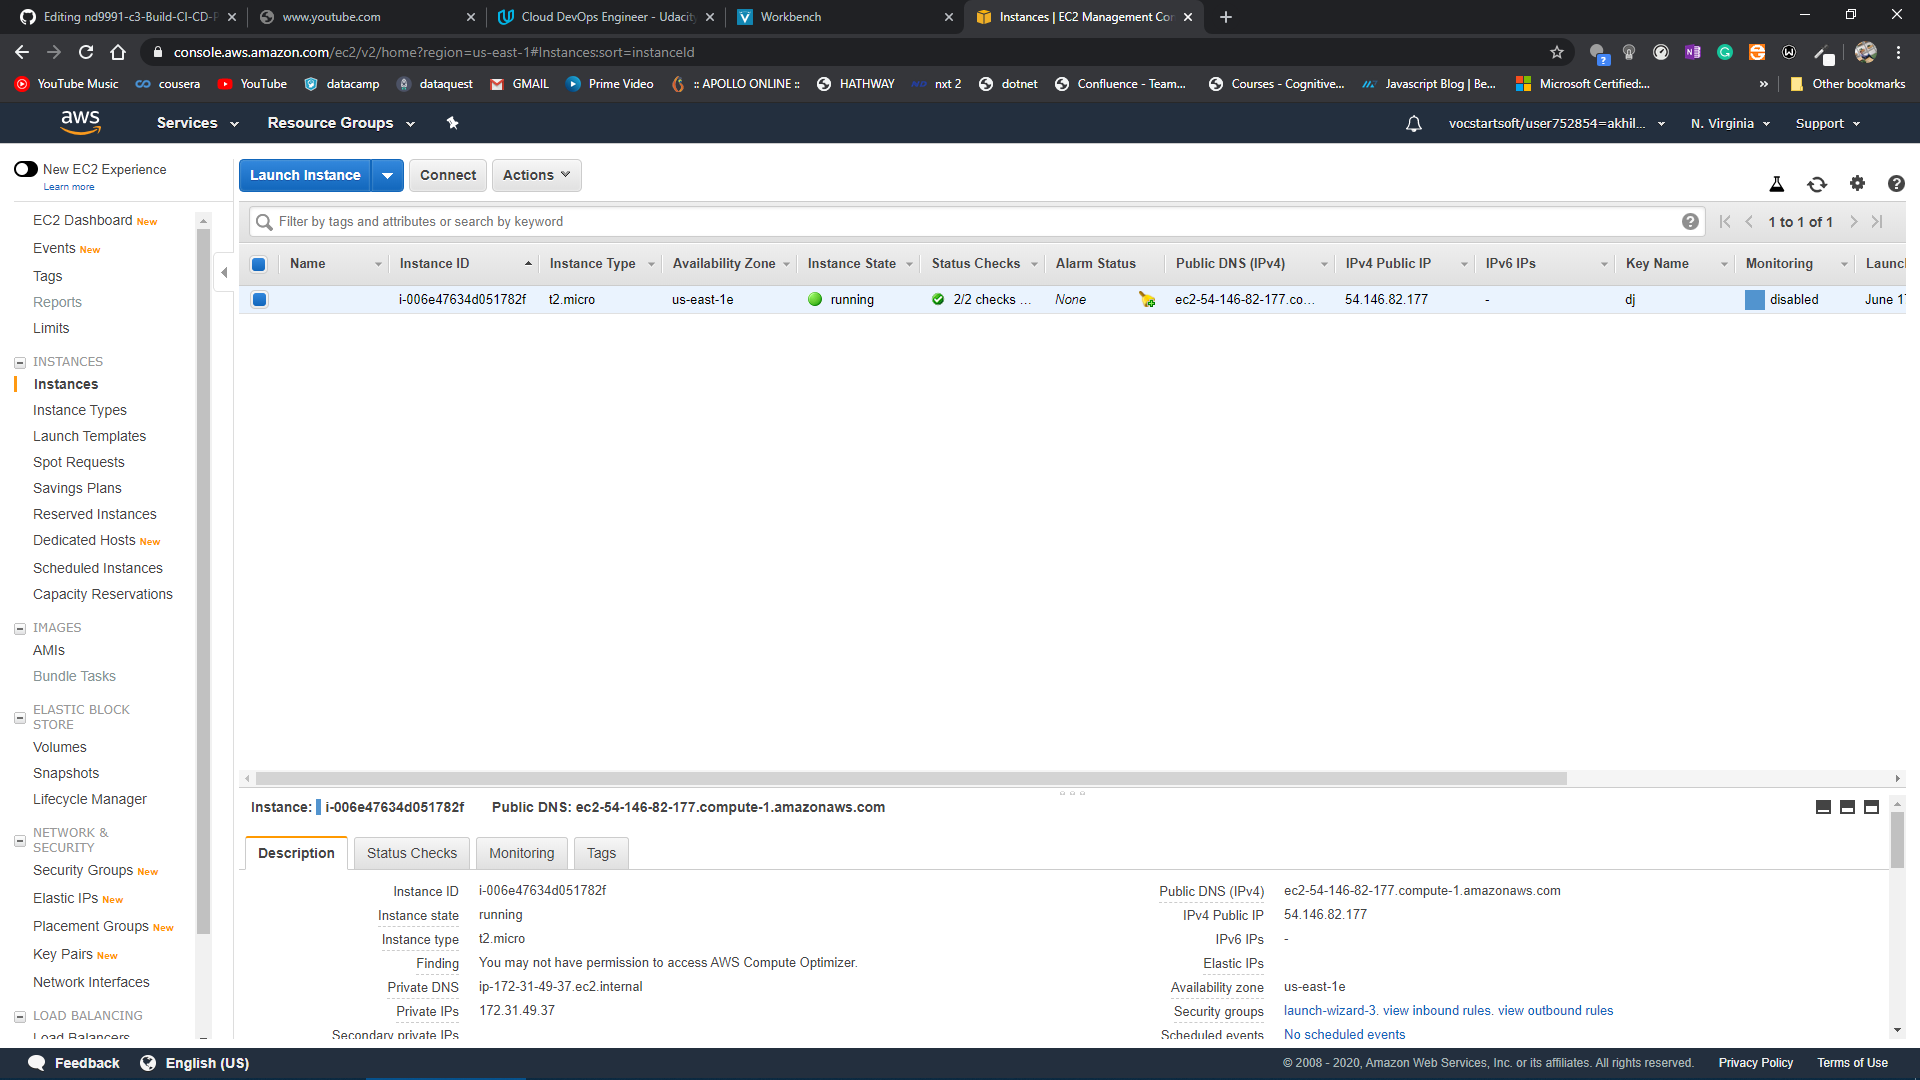 Editing nd9991-c3-Build-CI-CD-P
www.youtube.com
Cloud DevOps Engineer - Udacity
Workbench
Instances | EC2 Management Con
console.aws.amazon.com/ec2/v2/home?region=us-east-1#Instances:sort=instanceId
YouTube Music
cousera
YouTube
datacamp
dataquest
GMAIL
Prime Video
:: APOLLO ONLINE ::
HATHWAY
nxt 2
dotnet
Confluence - Team...
Courses - Cognitive...
Javascript Blog | Be...
Microsoft Certified:...
»
Other bookmarks
aws
Services
Resource Groups
vocstartsoft/user752854=akhil...
N. Virginia
Support
New EC2 Experience
Learn more
Launch Instance
Connect
Actions
EC2 Dashboard New
Events New
Tags
Reports
Limits
INSTANCES
Instances
Instance Types
Launch Templates
Spot Requests
Savings Plans
Reserved Instances
Dedicated Hosts New
Scheduled Instances
Capacity Reservations
IMAGES
AMIs
Bundle Tasks
ELASTIC BLOCK
STORE
Volumes
Snapshots
Lifecycle Manager
NETWORK &
SECURITY
Security Groups New
Elastic IPs New
Placement Groups New
Key Pairs New
Network Interfaces
LOAD BALANCING
Load Balancers
Filter by tags and attributes or search by keyword
1 to 1 of 1
Name
Instance ID
Instance Type
Availability Zone
Instance State
Status Checks
Alarm Status
Public DNS (IPv4)
IPv4 Public IP
IPv6 IPs
Key Name
Monitoring
Launc
i-006e47634d051782f
t2.micro
us-east-1e
running
2/2 checks ...
None
ec2-54-146-82-177.co...
54.146.82.177
-
dj
disabled
June 17
Instance: i-006e47634d051782f
Public DNS: ec2-54-146-82-177.compute-1.amazonaws.com
Description
Status Checks
Monitoring
Tags
Instance ID i-006e47634d051782f
Instance state running
Instance type t2.micro
Finding You may not have permission to access AWS Compute Optimizer.
Private DNS ip-172-31-49-37.ec2.internal
Private IPs 172.31.49.37
Secondary private IPs
Public DNS (IPv4) ec2-54-146-82-177.compute-1.amazonaws.com
IPv4 Public IP 54.146.82.177
IPv6 IPs -
Elastic IPs
Availability zone us-east-1e
Security groups launch-wizard-3. view inbound rules. view outbound rules
Scheduled events No scheduled events
Feedback
English (US)
© 2008 - 2020, Amazon Web Services, Inc. or its affiliates. All rights reserved.
Privacy Policy
Terms of Use